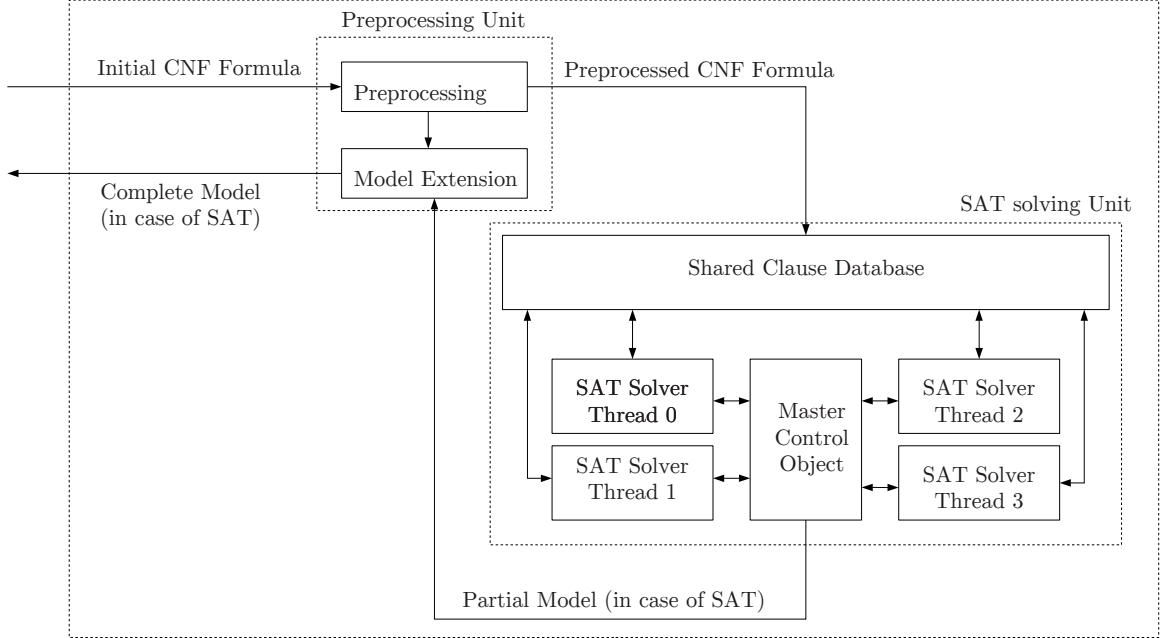 Preprocessing Unit
Initial CNF Formula
Preprocessed CNF Formula
Preprocessing
Model Extension
Complete Model
(in case of SAT)
SAT solving Unit
Shared Clause Database
SAT Solver
Thread 0
SAT Solver
Thread 1
Master
Control
Object
SAT Solver
Thread 2
SAT Solver
Thread 3
Partial Model (in case of SAT)